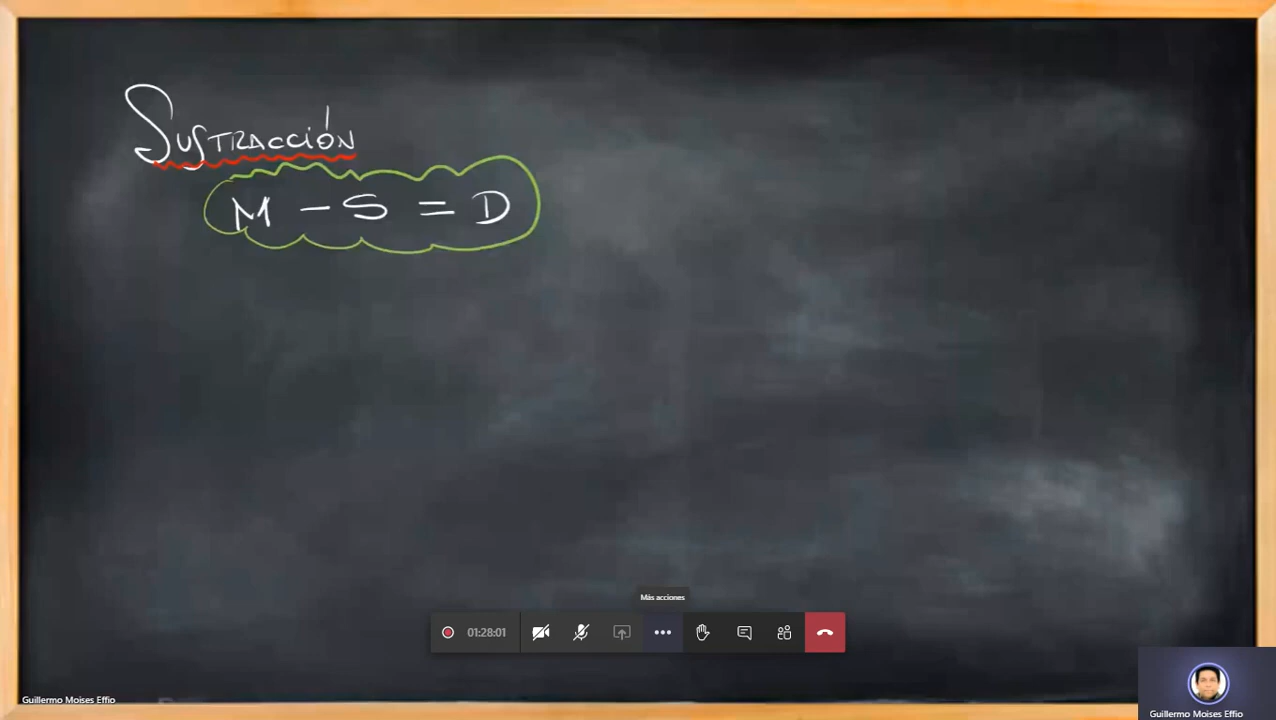 Sustracción
M - S = D
Más acciones
01:28:01
Guillermo Moises Effio
Guillermo Moises Effio